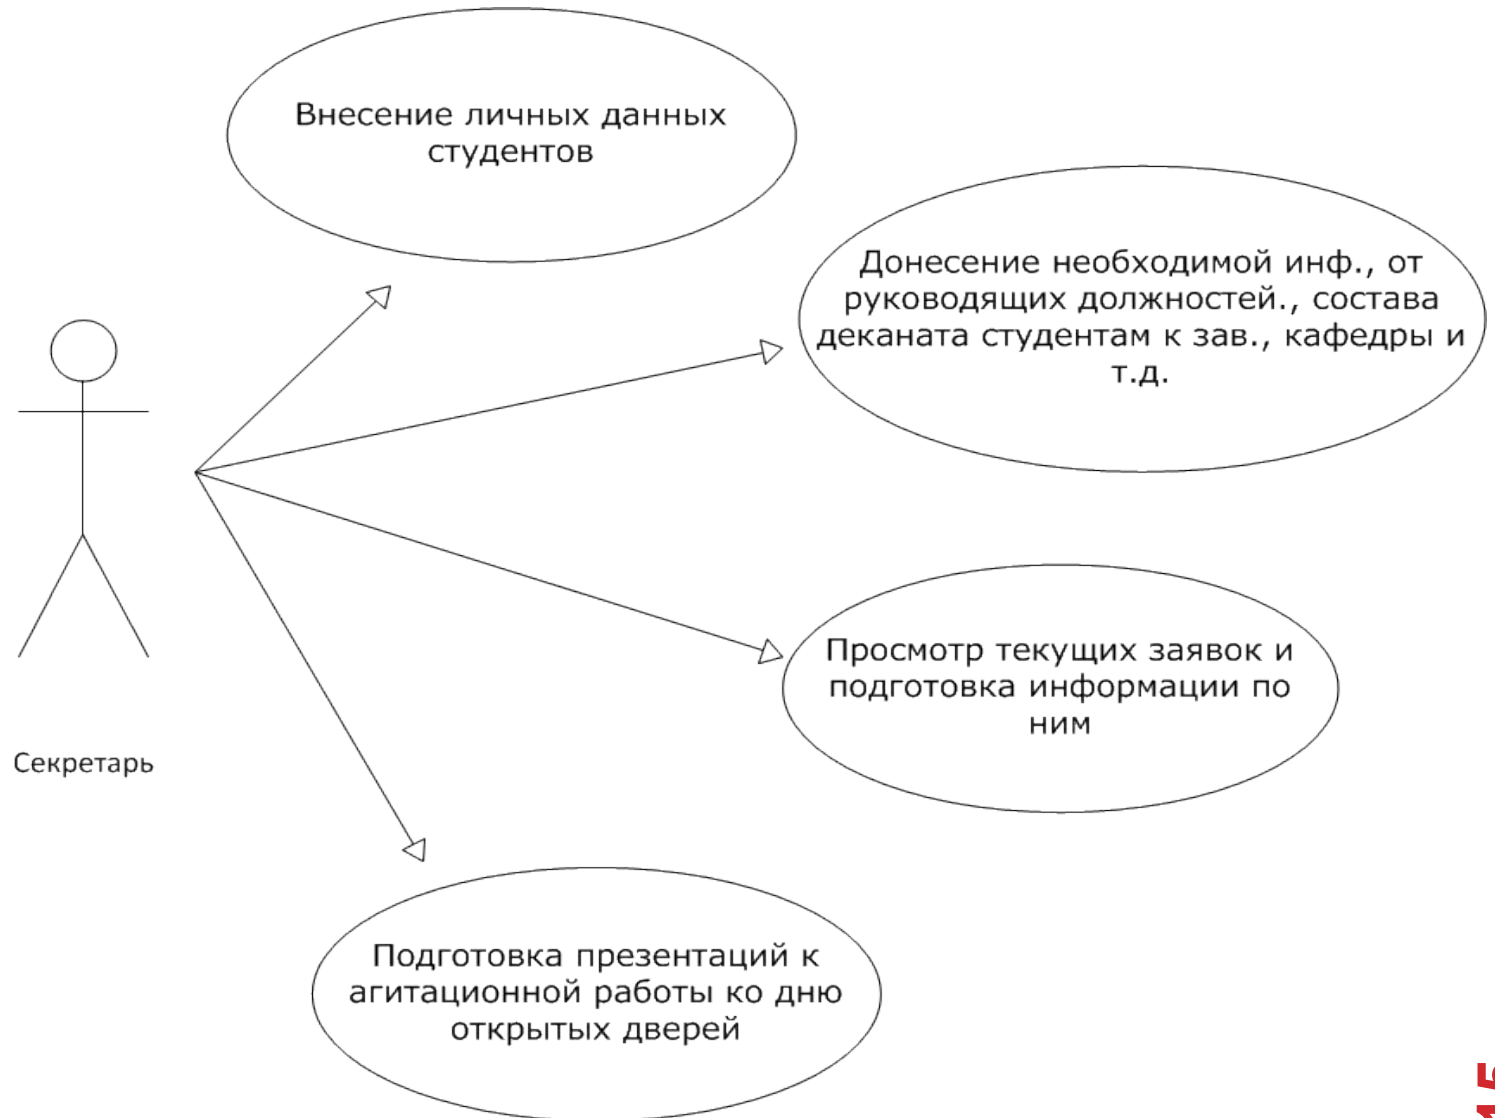 Внесение личных данных
студентов
Донесение необходимой инф., от
руководящих должностей., состава
деканата студентам к зав., кафедры и
т.д.
Просмотр текущих заявок и
подготовка информации по
ним
Секретарь
Подготовка презентаций к
агитационной работы ко дню
открытых дверей